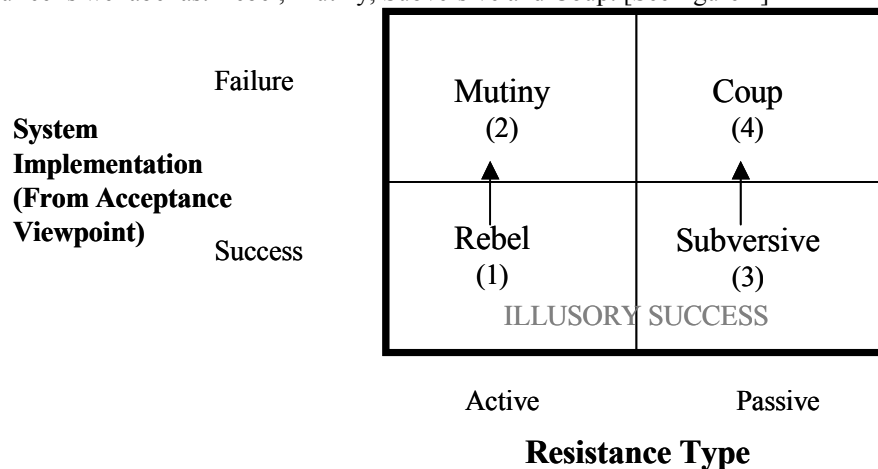 Failure
Mutiny
Coup
(2)
(4)
System
Implementation
(From Acceptance
Viewpoint)
Success
Rebel
Subversive
(1)
(3)
ILLUSORY SUCCESS
Active
Passive
Resistance Type